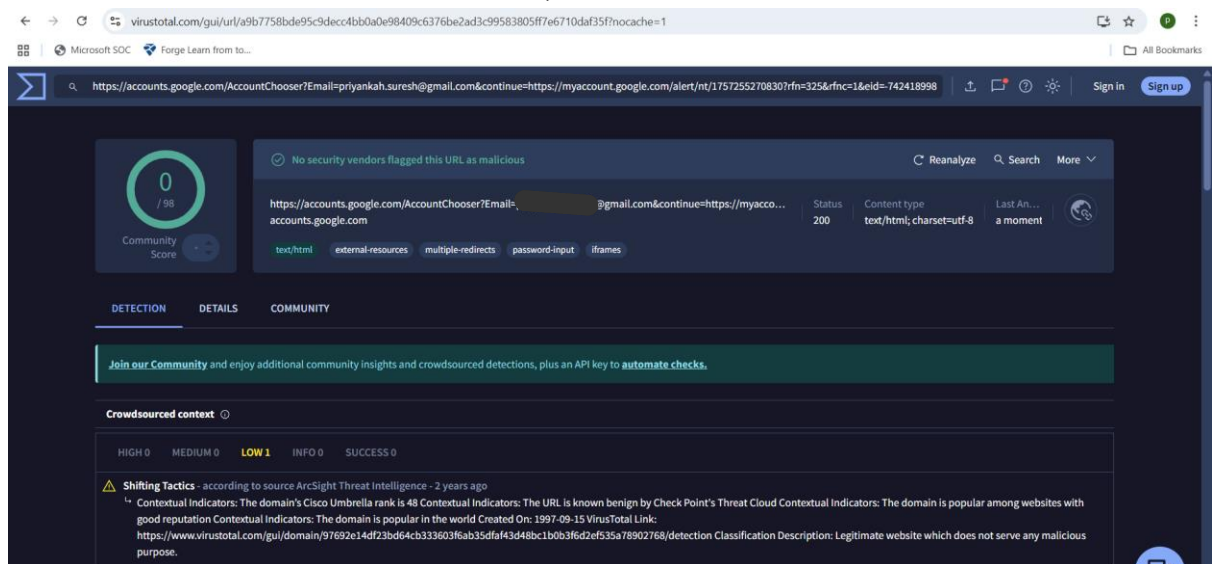 virustotal.com/gui/url/a9b7758bde95c9decc4bb0a0e98409c6376be2ad3c99583805ff7e6710daf35f?nocache=1
P
Microsoft SOC Forge Learn from to... All Bookmarks
https://accounts.google.com/AccountChooser?Email=priyankah.suresh@gmail.com&continue=https://myaccount.google.com/alert/nt/1757255270830?rfn=325&rfnc=1&eid=-742418998 Sign in Sign up
0
/ 98
Community
Score
-
No security vendors flagged this URL as malicious
Reanalyze Search More
https://accounts.google.com/AccountChooser?Email= @gmail.com&continue=https://myacco...
accounts.google.com
Status
200
Content type
text/html; charset=utf-8
Last An...
a moment
text/html external-resources multiple-redirects password-input iframes
DETECTION DETAILS COMMUNITY
Join our Community and enjoy additional community insights and crowdsourced detections, plus an API key to automate checks.
Crowdsourced context
HIGH 0 MEDIUM 0 LOW 1 INFO 0 SUCCESS 0
Shifting Tactics - according to source ArcSight Threat Intelligence - 2 years ago
Contextual Indicators: The domain's Cisco Umbrella rank is 48 Contextual Indicators: The URL is known benign by Check Point's Threat Cloud Contextual Indicators: The domain is popular among websites with
good reputation Contextual Indicators: The domain is popular in the world Created On: 1997-09-15 VirusTotal Link:
https://www.virustotal.com/gui/domain/97692e14df23bd64cb333603f6ab35dfaf43d48bc1b0b3f6d2ef535a78902768/detection Classification Description: Legitimate website which does not serve any malicious
purpose.